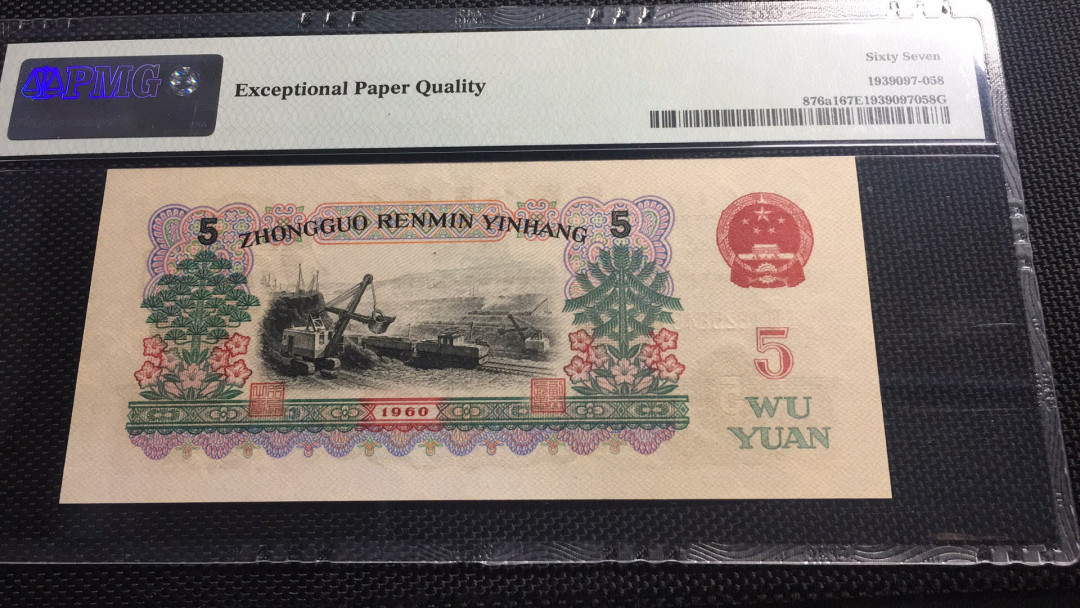 PMG
Exceptional Paper Quality
Sixty Seven
1939097-058
876a167E1939097058G
5 ZHONGGUO RENMIN YINHANG 5
1960
5
WU
YUAN